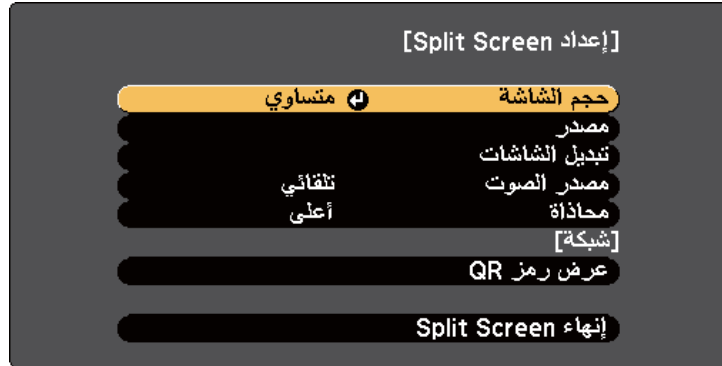 [إعداد Split Screen]
حجم الشاشة متساوي
مصدر
تبديل الشاشات
مصدر الصوت تلقائي
محاذاة أعلى
[شبكة]
عرض رمز QR
إنهاء Split Screen